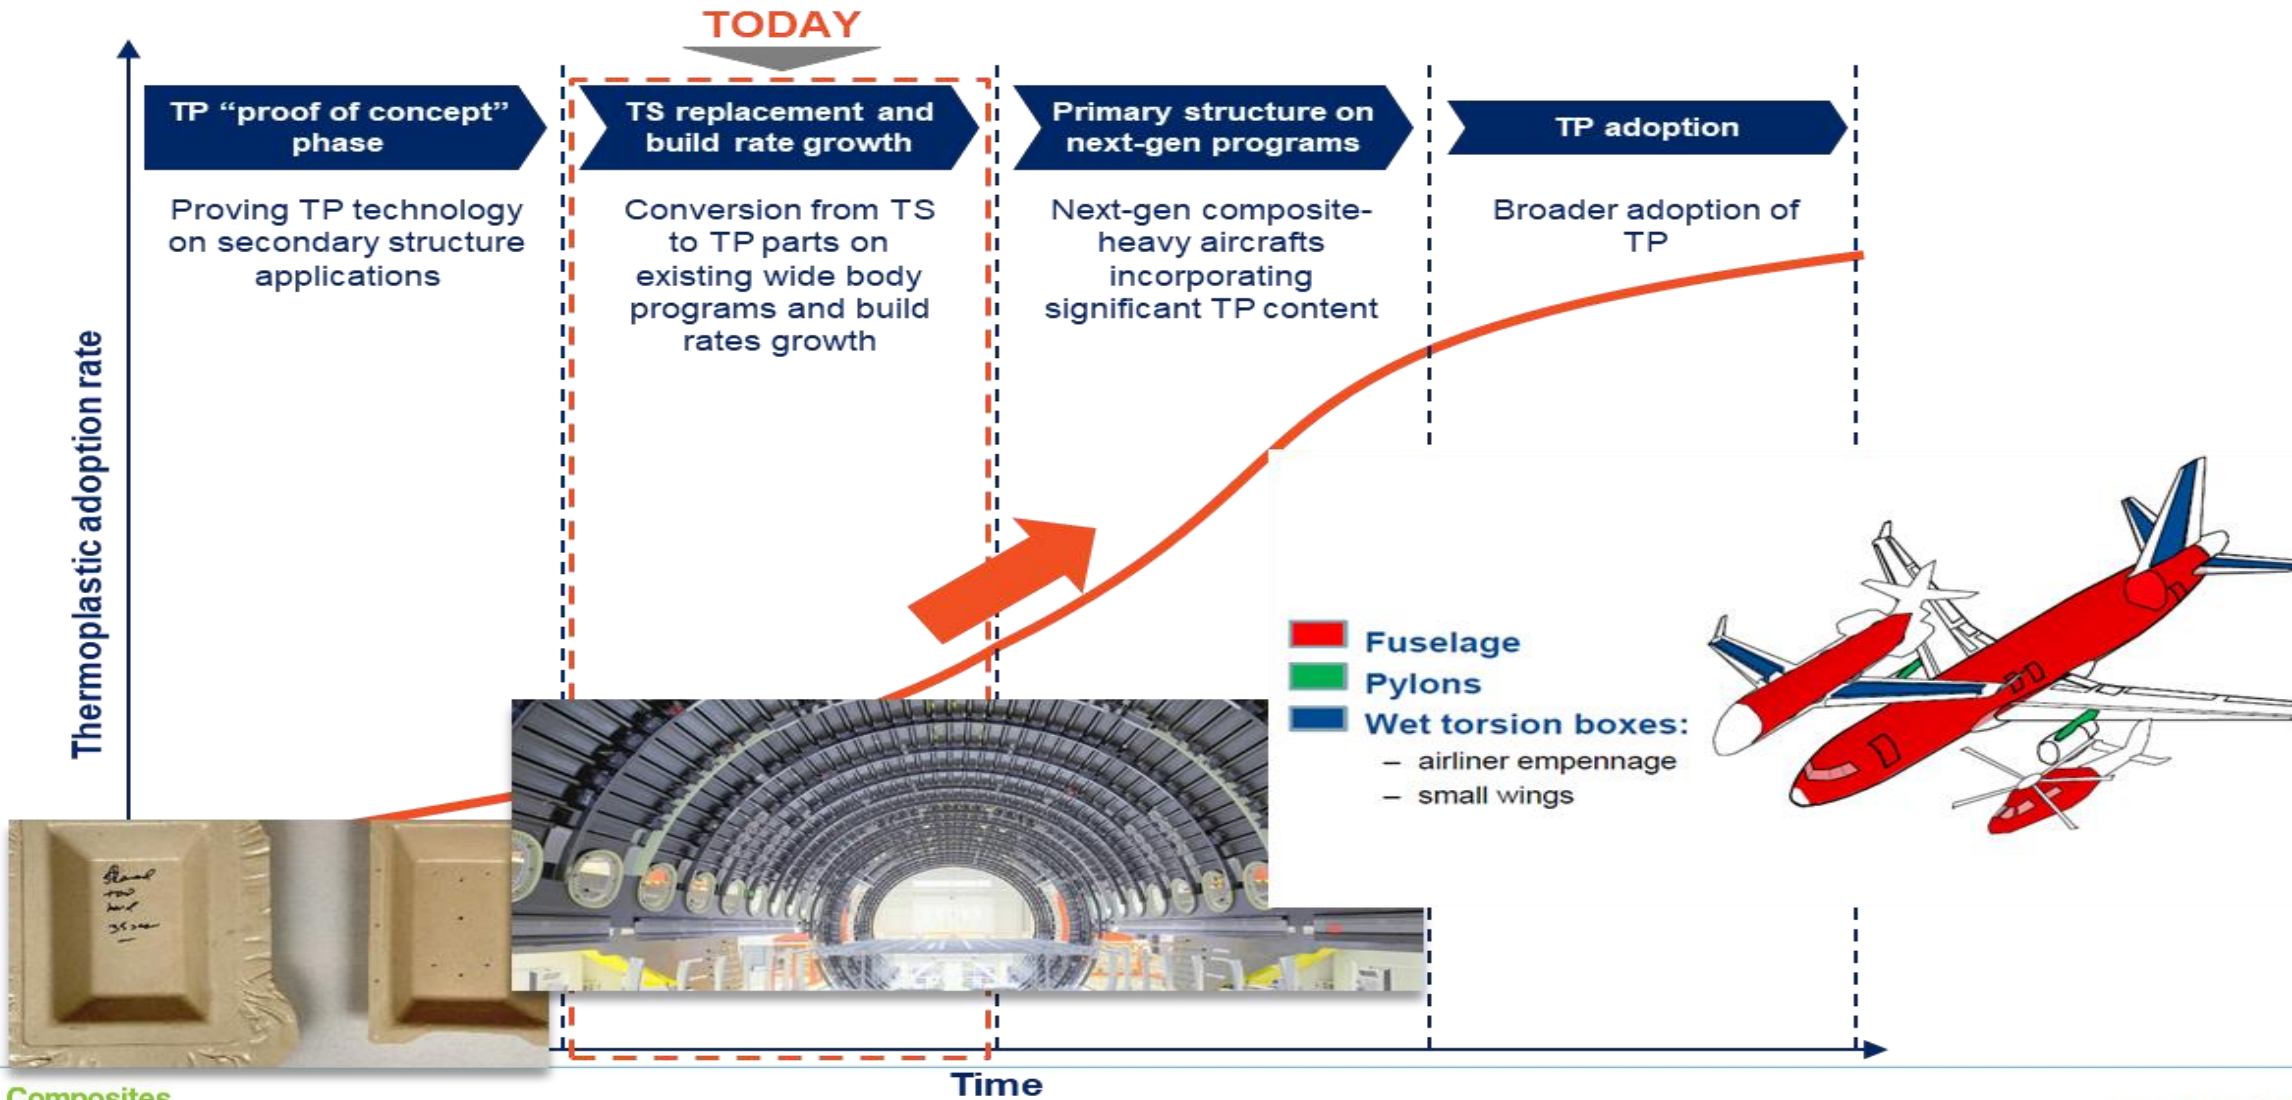 TODAY
TP “proof of concept”
phase
TS replacement and
build rate growth
Primary structure on
next-gen programs
TP adoption
Proving TP technology
on secondary structure
applications
Conversion from TS
to TP parts on
existing wide body
programs and build
rates growth
Next-gen composite-
heavy aircrafts
incorporating
significant TP content
Broader adoption of
TP
Thermoplastic adoption rate
Fuselage
Pylons
Wet torsion boxes:
– airliner empennage
– small wings
Time
Composites